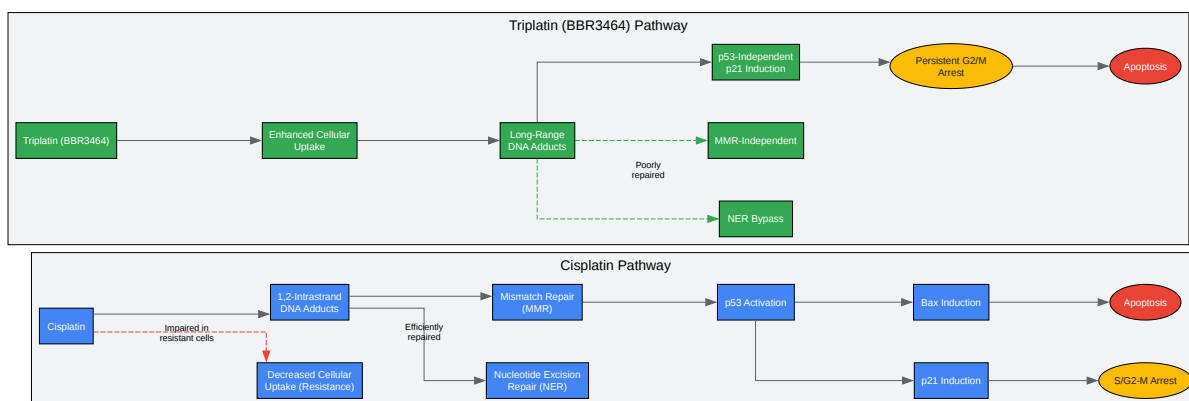 Triplatin (BBR3464) Pathway
p53-Independent
p21 Induction
Persistent G2/M
Arrest
Apoptosis
Triplatin (BBR3464)
Enhanced Cellular
Uptake
Long-Range
DNA Adducts
MMR-Independent
Poorly
repaired
NER Bypass
Cisplatin Pathway
Cisplatin
1,2-Intrastrand
DNA Adducts
Mismatch Repair
(MMR)
p53 Activation
Bax Induction
Apoptosis
Impaired in
resistant cells
Efficiently
repaired
Decreased Cellular
Uptake (Resistance)
Nucleotide Excision
Repair (NER)
p21 Induction
S/G2-M Arrest